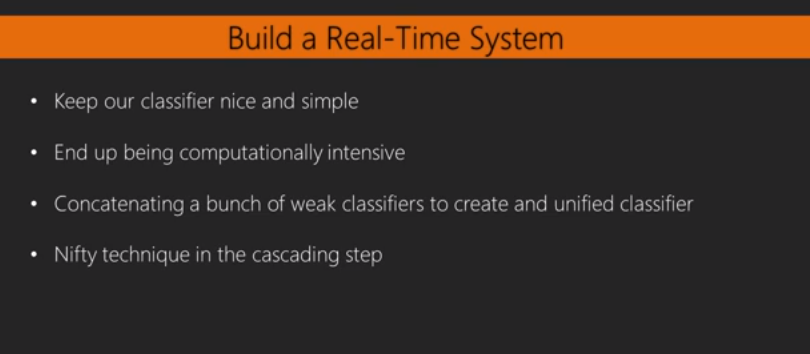 Build a Real-Time System
• Keep our classifier nice and simple
• End up being computationally intensive
• Concatenating a bunch of weak classifiers to create and unified classifier
• Nifty technique in the cascading step